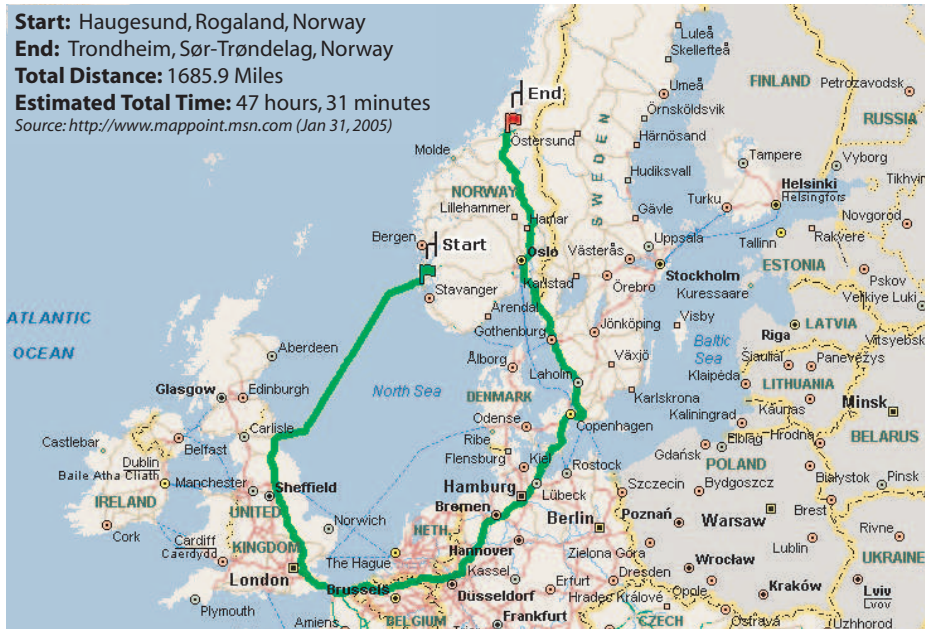 Start: Haugesund, Rogaland, Norway
End: Trondheim, Sør-Trøndelag, Norway
Total Distance: 1685.9 Miles
Estimated Total Time: 47 hours, 31 minutes
Source: http://www.mappoint.msn.com (Jan 31, 2005)
Luleå
Skellefteå
FINLAND
Petrozavodsk
End
Umeå
Örnsköldsvik
RUSSIA
Östersund
Härnösand
Molde
SWEDEN
Tampere
Vyborg
Hudiksvall
Tikhvin
NORWAY
Helsinki
Helsingfors
Lillehammer
Hamar
Gävle
Turku
Novgorod
Bergen
Start
Oslo
Västerås
Uppsala
Tallinn
Rakvere
Stockholm
ESTONIA
Karlstad
Örebro
Pskov
Stavanger
Kuressaare
Velikiye Luki
Arendal
ATLANTIC
OCEAN
Gothenburg
Jönköping
Visby
LATVIA
Riga
Vitsyebsk
Baltic
Sea
Aberdeen
Ålborg
Växjö
Šiauliai
Panevėžys
Laholm
Klaipėda
LITHUANIA
Glasgow
Edinburgh
North Sea
DENMARK
Karlskrona
Kaunas
Minsk
Odense
Copenhagen
Kaliningrad
Carlisle
Castlebar
Belfast
Ribe
Kiel
Gdańsk
Elbląg
Hrodna
BELARUS
Dublin
Baile Atha Cliath
Flensburg
Rostock
POLAND
Manchester
Sheffield
Hamburg
Lübeck
Szczecin
Bydgoszcz
Białystok
Pinsk
IRELAND
UNITED
KINGDOM
Bremen
Berlin
Poznań
Warsaw
Brest
Cork
Cardiff
Caerdydd
Norwich
NETH.
Hannover
Rivne
The Hague
Zielona Góra
Lublin
UKRAINE
London
Brussels
Kassel
Erfurt
Dresden
Wrocław
Düsseldorf
Hradec Králové
Opole
Kraków
Lviv
Lvov
Plymouth
Amiens
BELGIUM
Frankfurt
CZECH
Ostrava
Uzhhorod